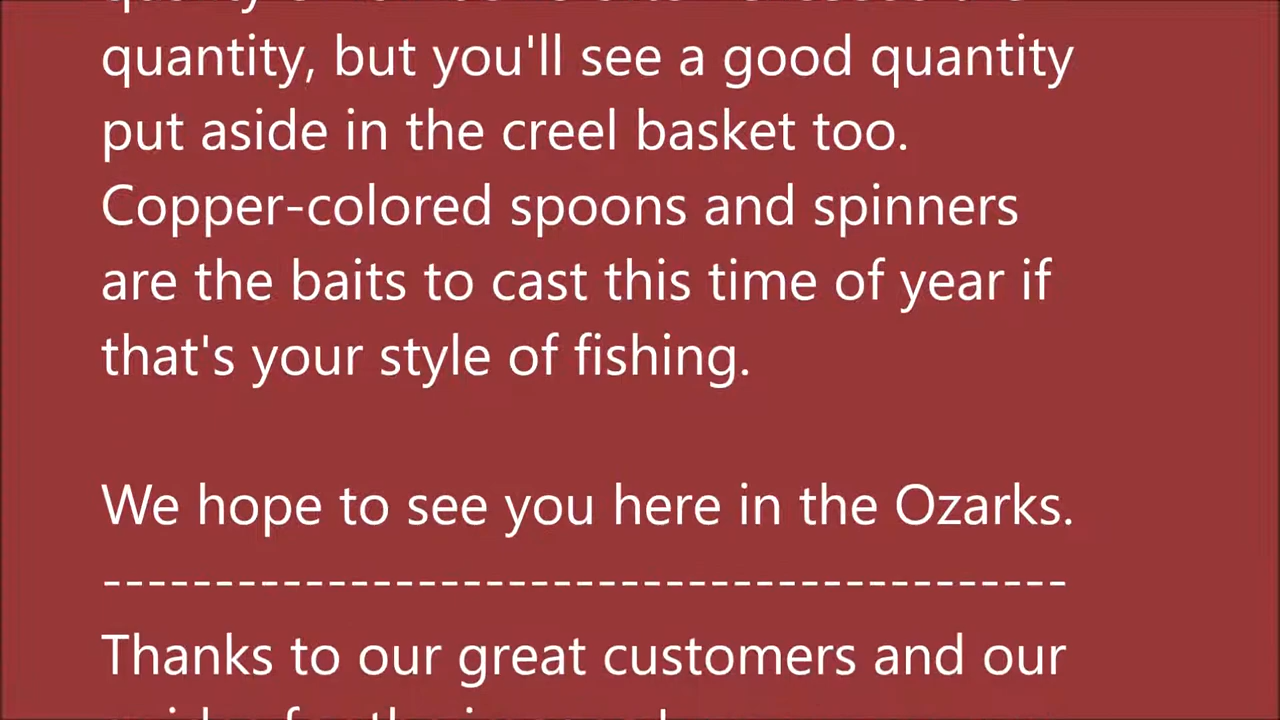 quantity, but you'll see a good quantity
put aside in the creel basket too.
Copper-colored spoons and spinners
are the baits to cast this time of year if
that's your style of fishing.
We hope to see you here in the Ozarks.
-------------------------------------------
Thanks to our great customers and our